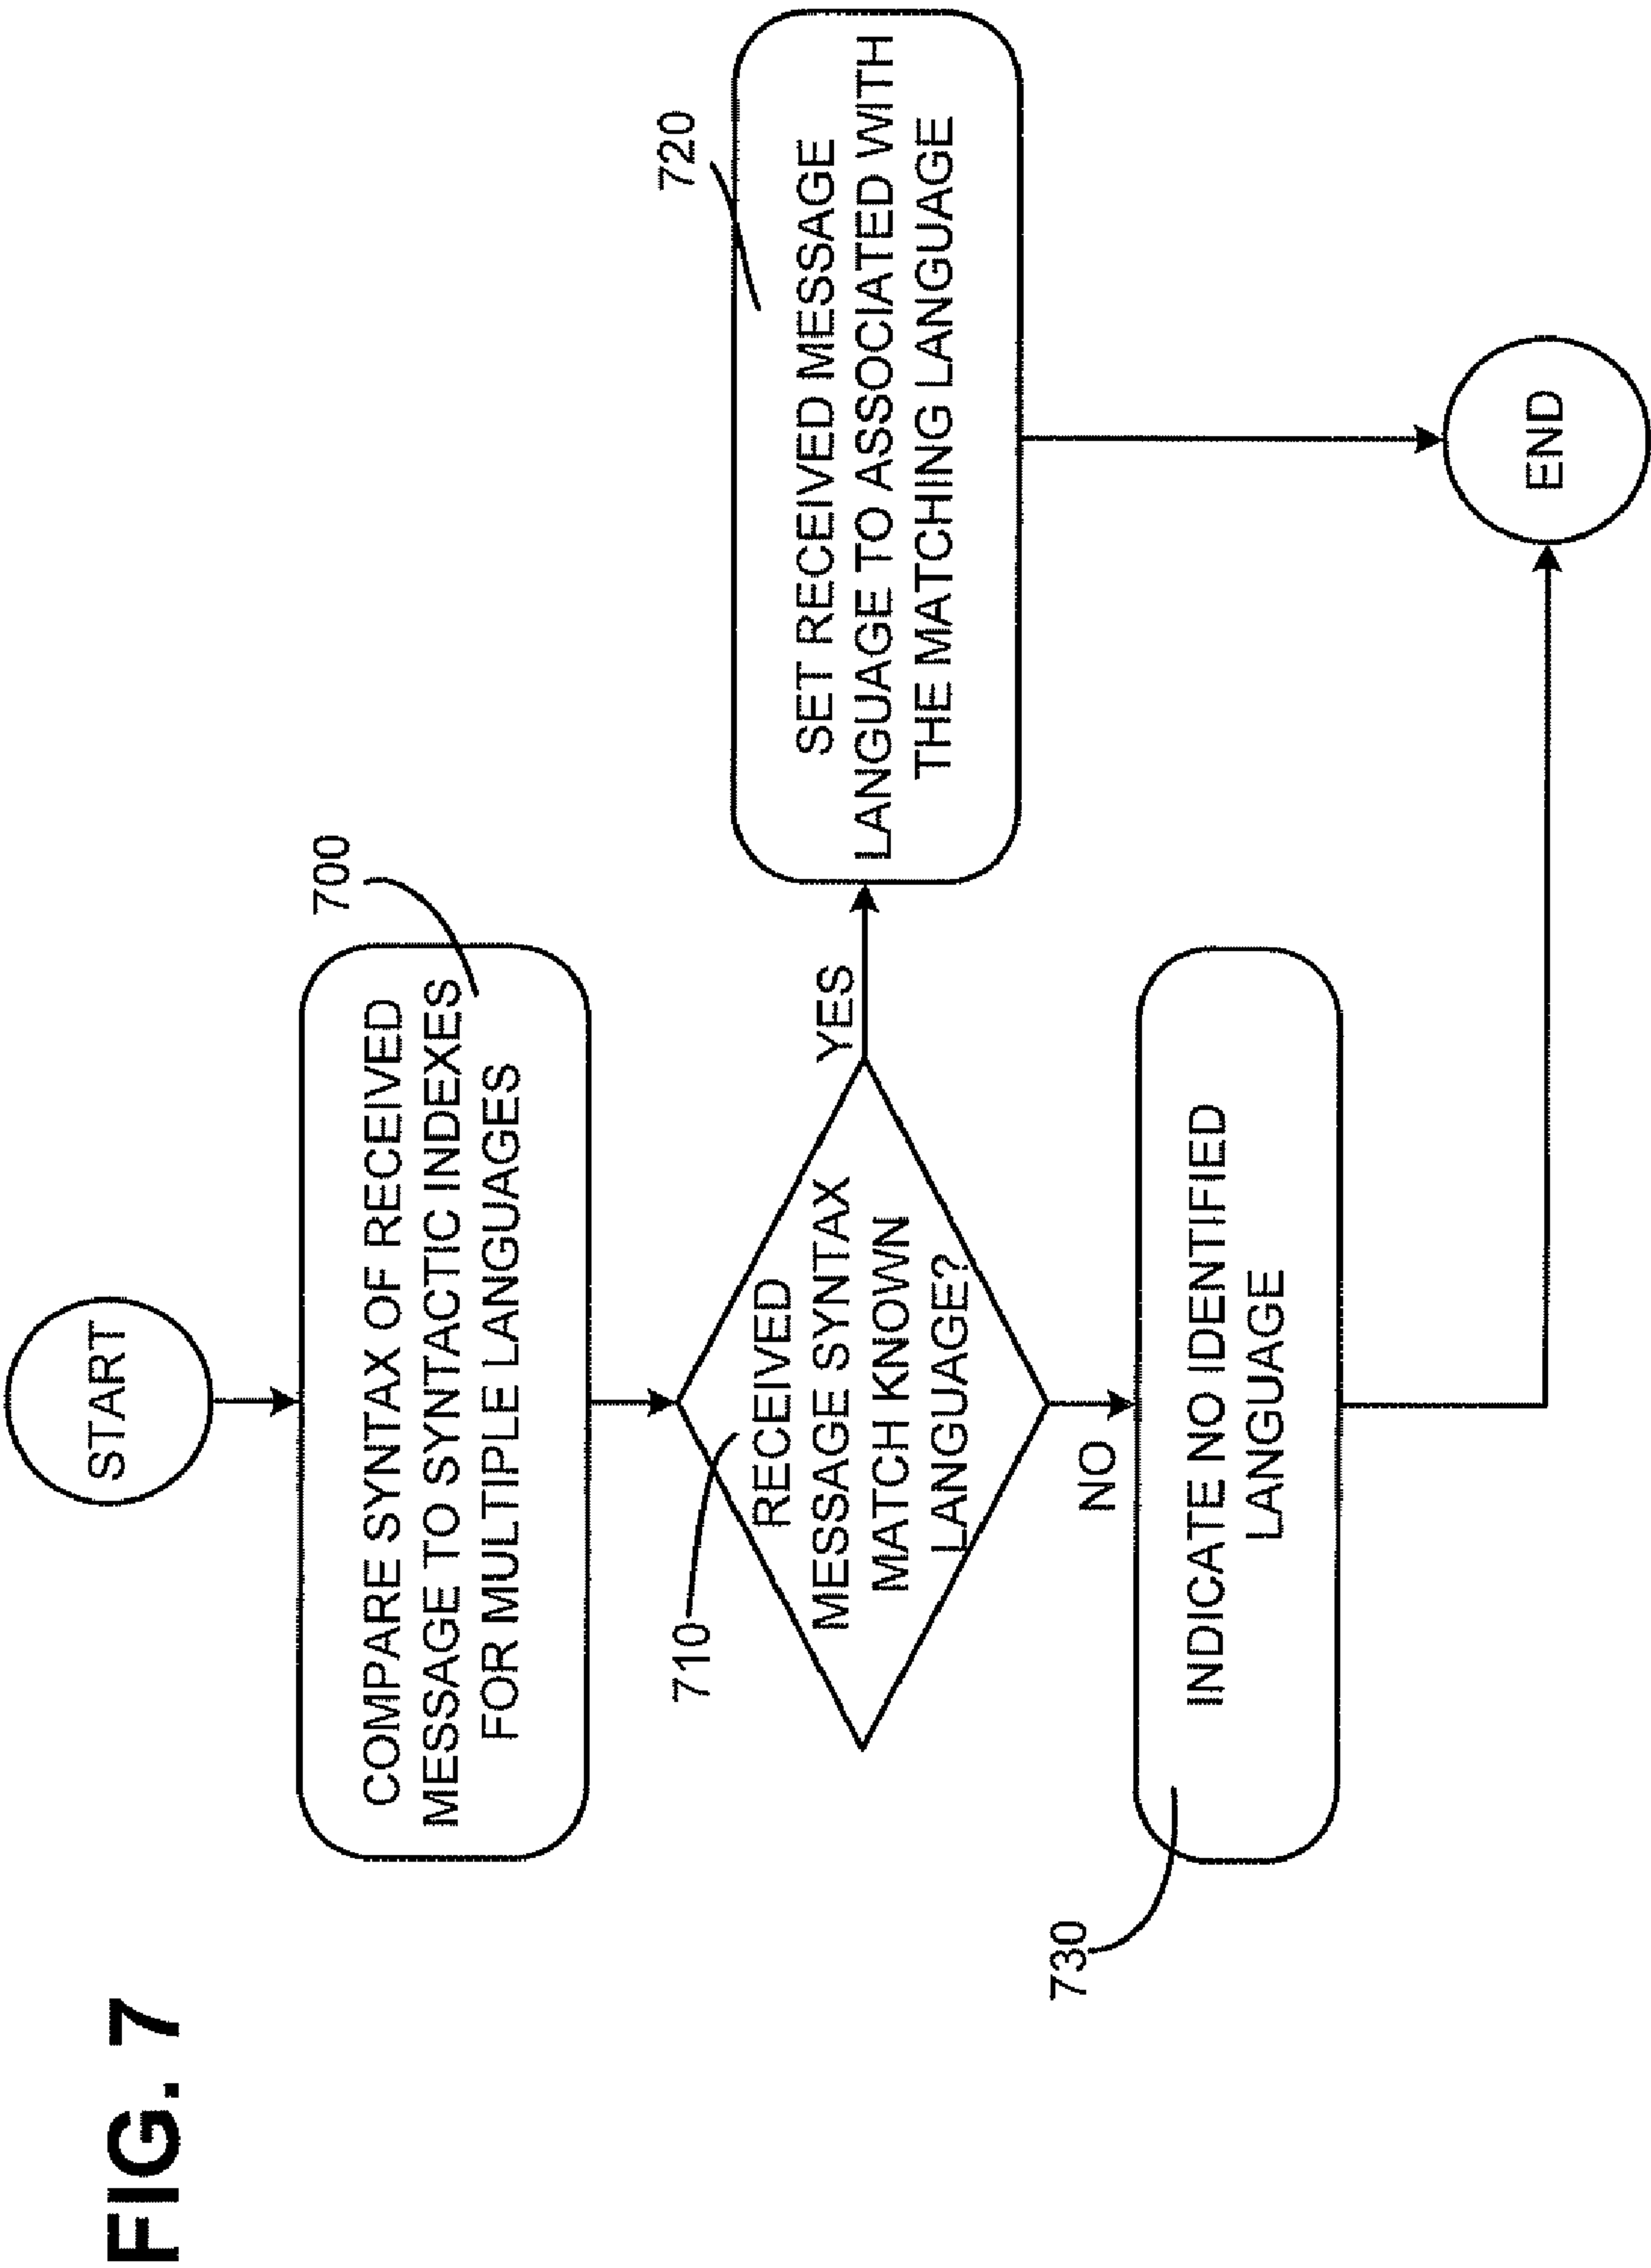 FIG. 7
START
700
COMPARE SYNTAX OF RECEIVED
MESSAGE TO SYNTACTIC INDEXES
FOR MULTIPLE LANGUAGES
710
RECEIVED
MESSAGE SYNTAX
MATCH KNOWN
LANGUAGE?
YES
720
SET RECEIVED MESSAGE
LANGUAGE TO ASSOCIATED WITH
THE MATCHING LANGUAGE
NO
730
INDICATE NO IDENTIFIED
LANGUAGE
END